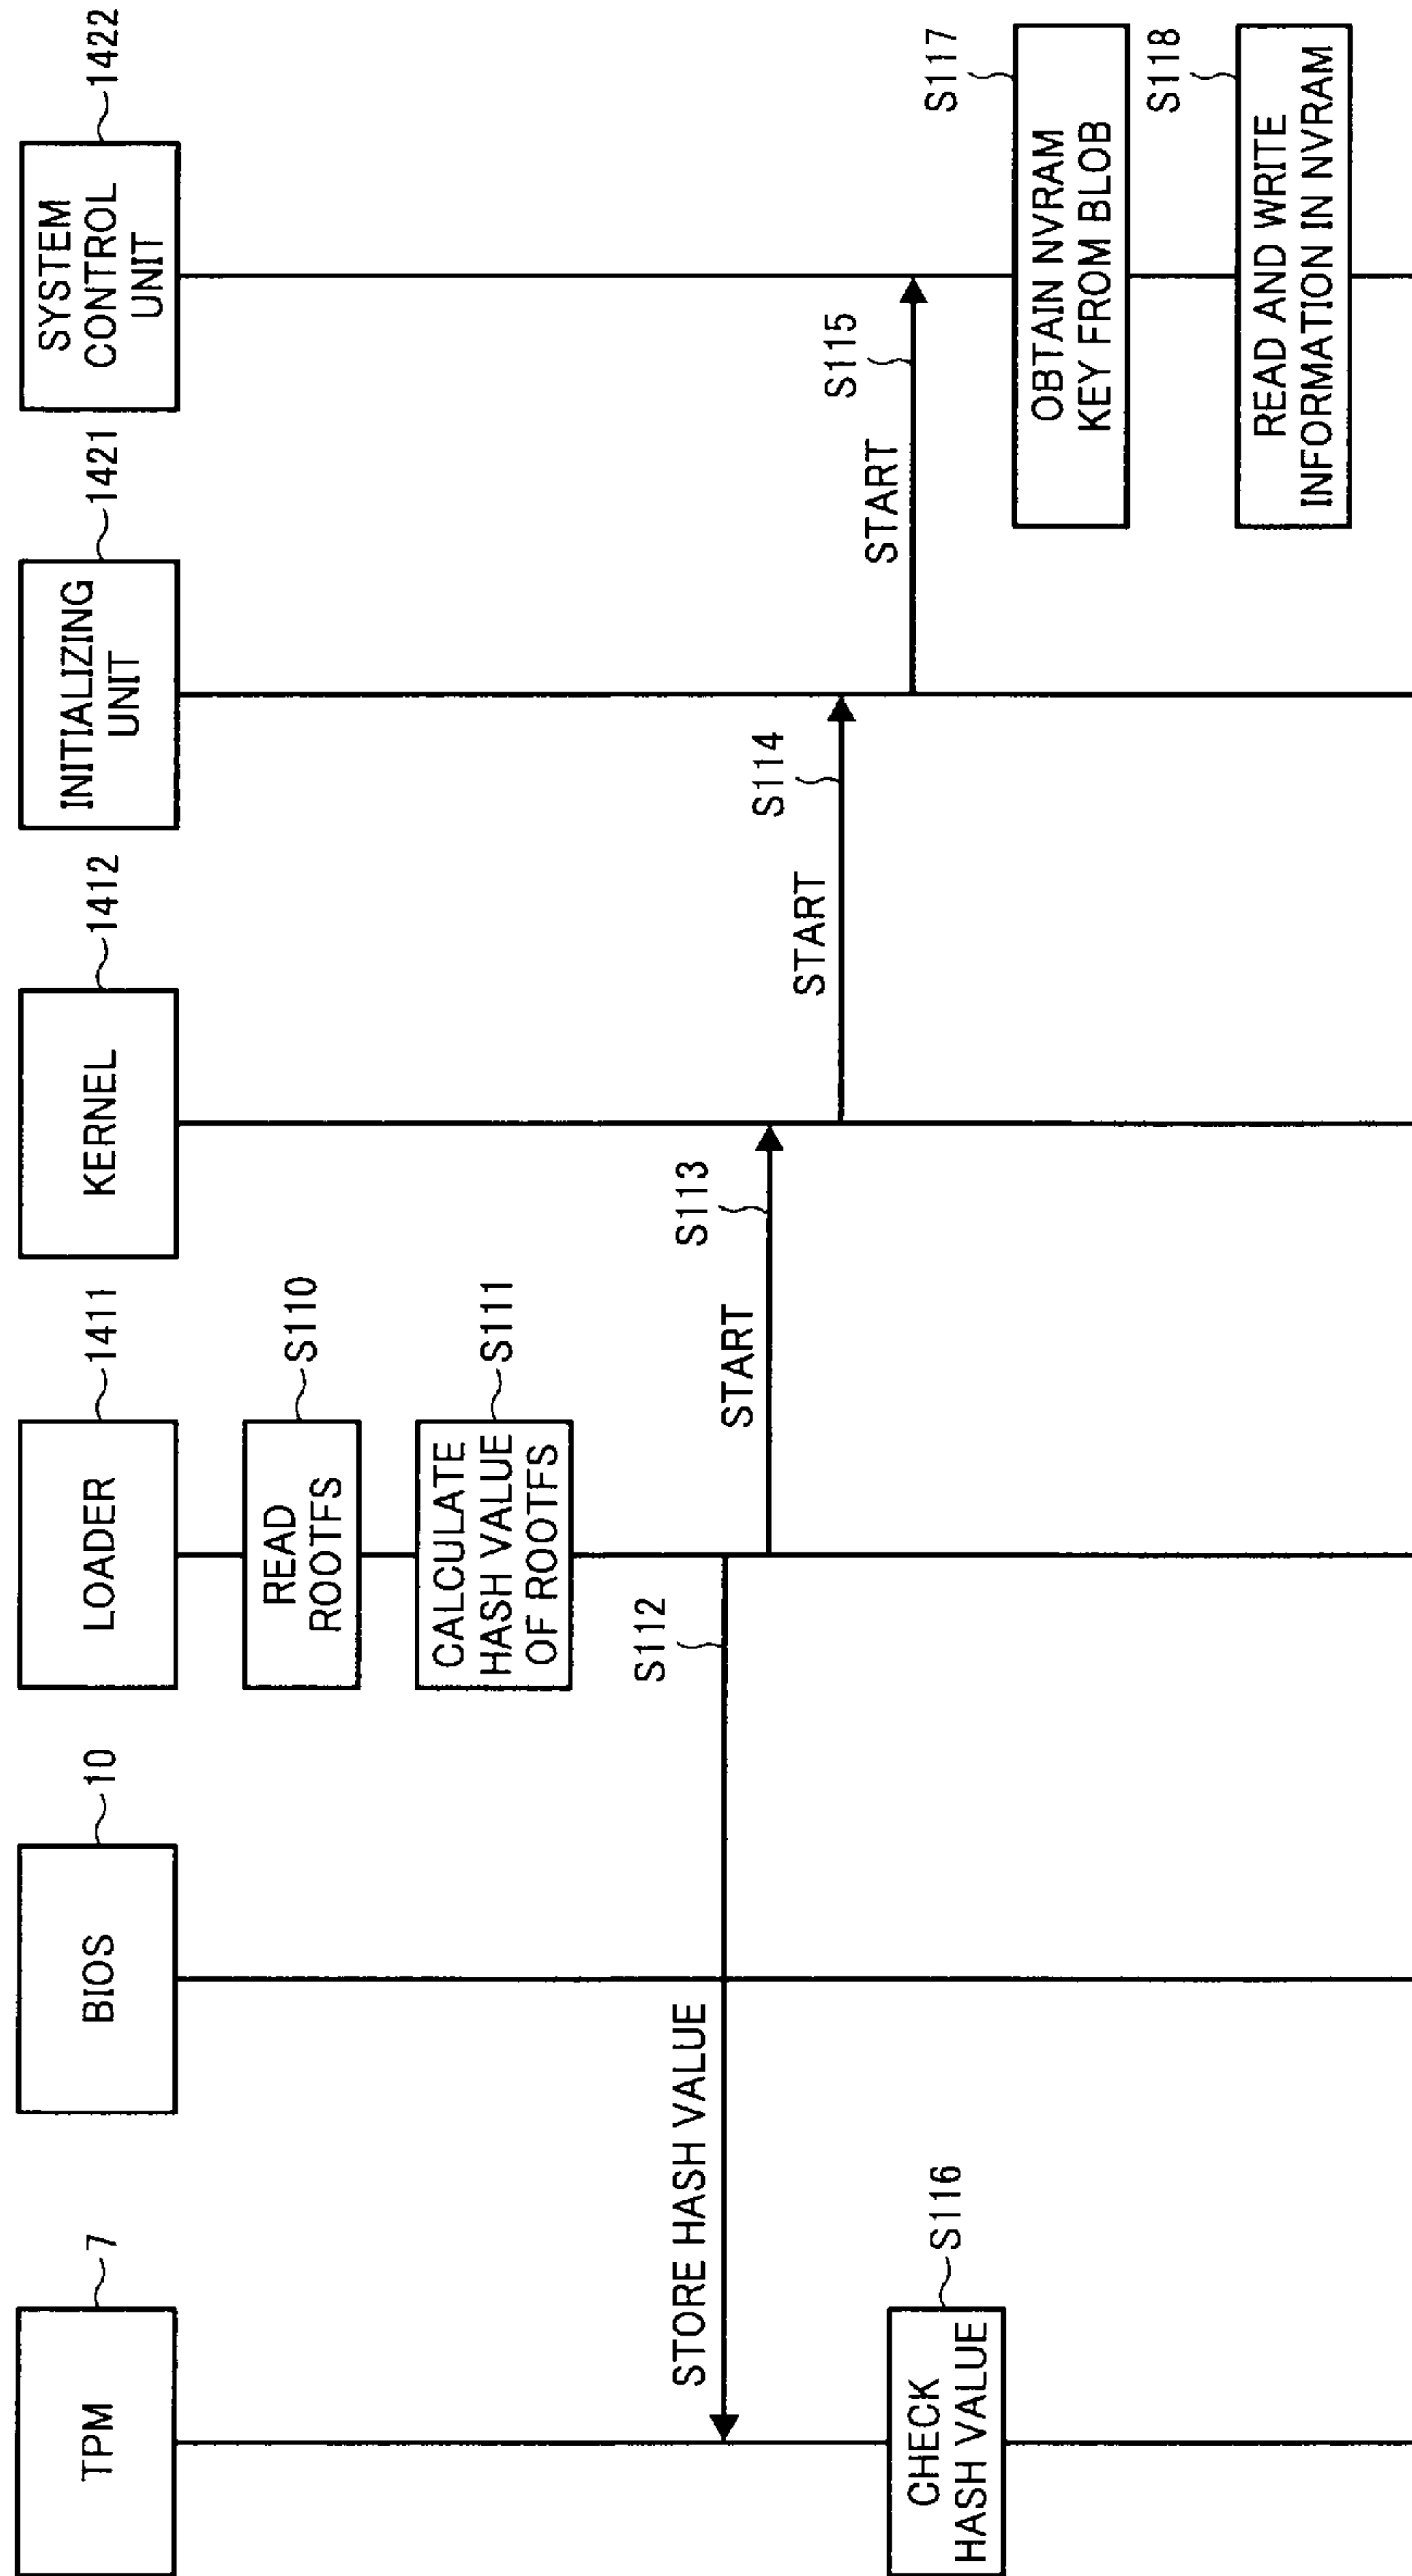 TPM
7
BIOS
10
LOADER
1411
KERNEL
1412
INITIALIZING
UNIT
1421
SYSTEM
CONTROL
UNIT
1422
READ
ROOTFS
S110
CALCULATE
HASH VALUE
OF ROOTFS
S111
STORE HASH VALUE
S112
START
S113
START
S114
START
S115
CHECK
HASH VALUE
S116
OBTAIN NVRAM
KEY FROM BLOB
S117
READ AND WRITE
INFORMATION IN NVRAM
S118